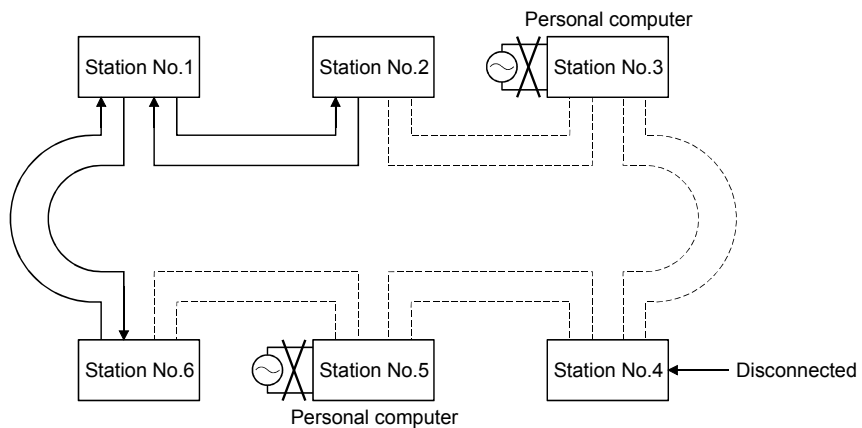 Personal computer
Station No.1
Station No.2
Station No.3
Station No.6
Station No.5
Station No.4
Disconnected
Personal computer